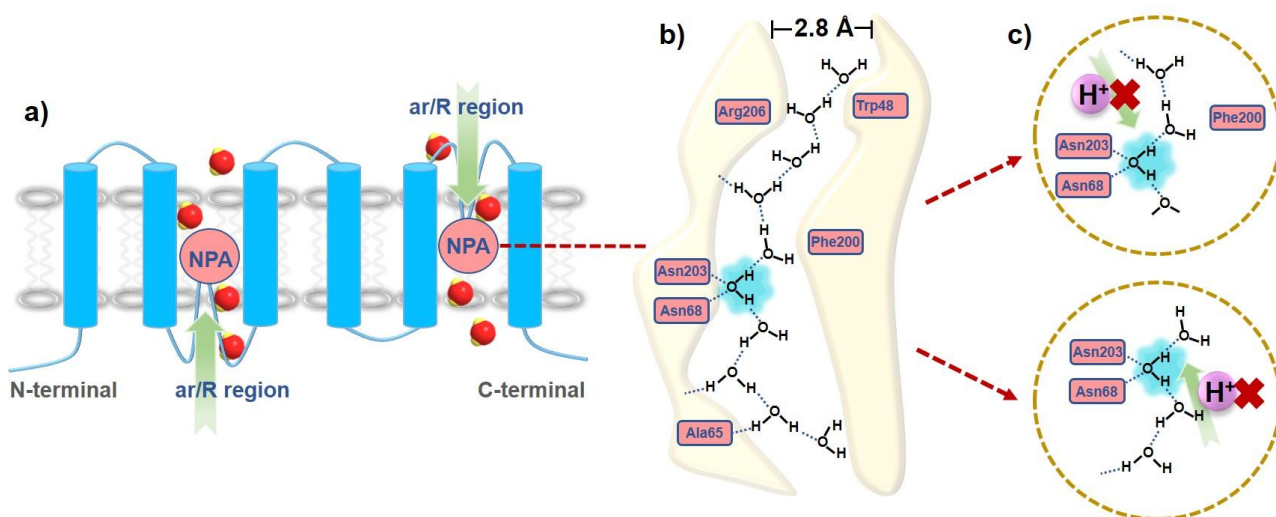 a)
ar/R region
NPA
NPA
N-terminal
ar/R region
C-terminal
b)
2.8 Å
H H
O
H
O
H
Arg206
Trp48
H
O
H
H
O
H
H
O
H
Phe200
Asn203
H
O
H
Asn68
O
H H
O
H H
O
H H
Ala65
H
O
H
c)
H
O
H
H+
H
O
H
Phe200
Asn203
H
O
H
Asn68
O
H
O
H
Asn203
H
O
H
Asn68
H+
O
H H
O
H H